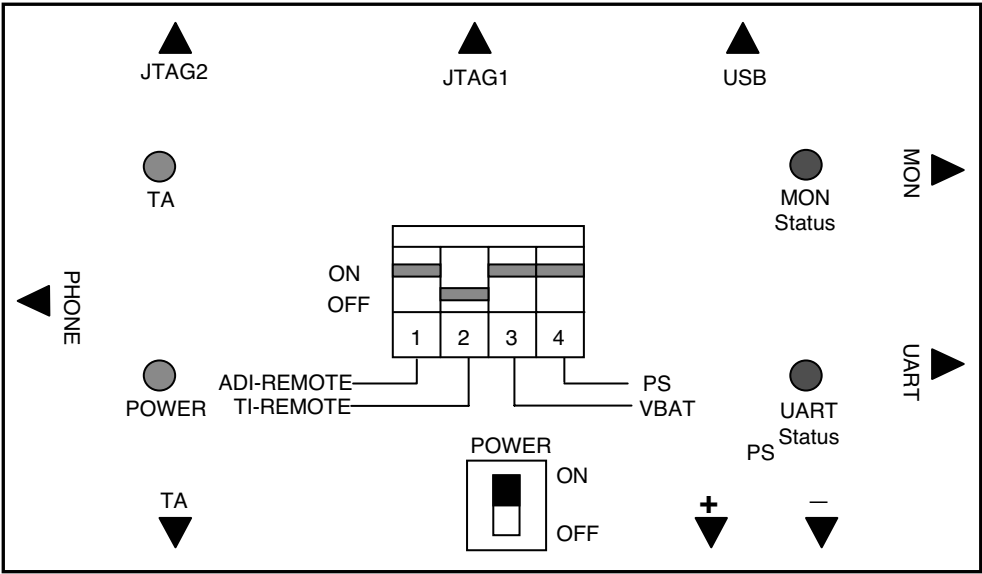 JTAG2
JTAG1
USB
TA
MON
Status
MON
ON
OFF
PHONE
1 2 3 4
ADI-REMOTE
TI-REMOTE
PS
VBAT
POWER
UART
Status
UART
PS
POWER
ON
OFF
TA
+
–